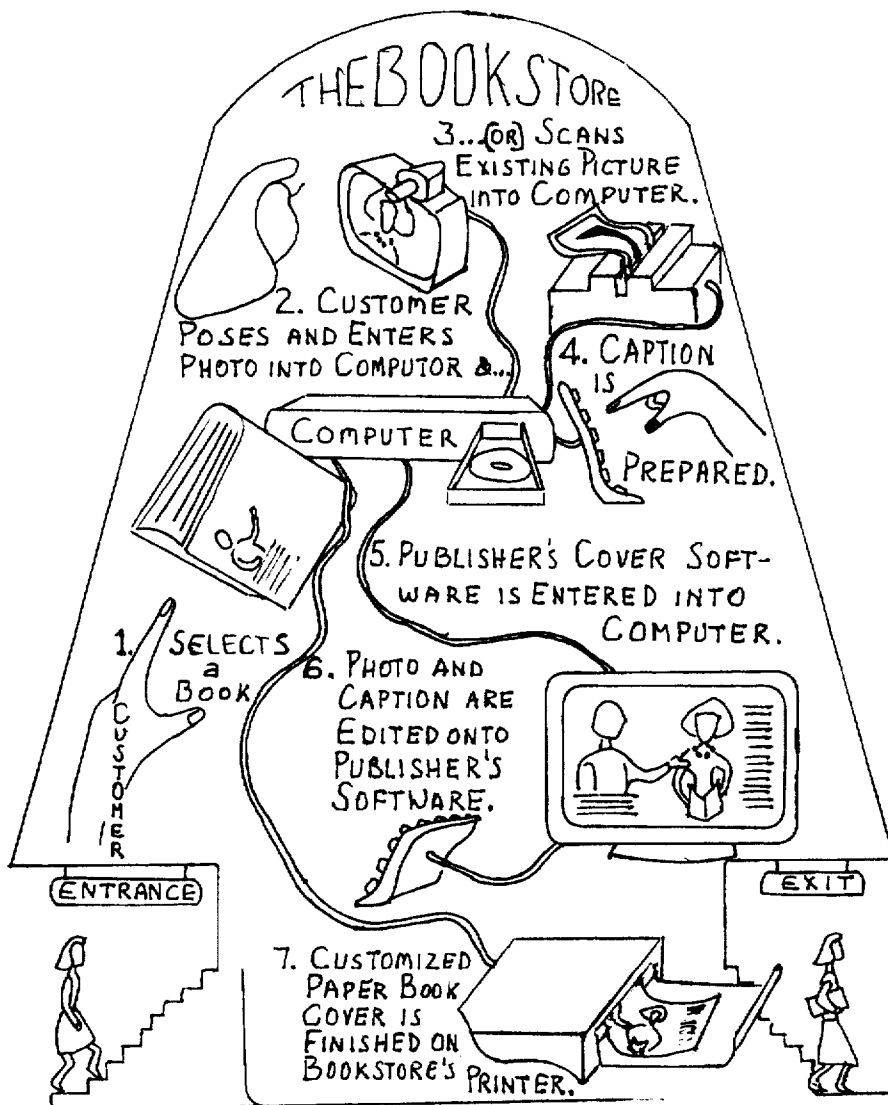 THE BOOKSTORE
3...(OR) SCANS
EXISTING PICTURE
INTO COMPUTER.
2. CUSTOMER
POSES AND ENTERS
PHOTO INTO COMPUTOR &...
4. CAPTION
IS
PREPARED.
COMPUTER
5. PUBLISHER'S COVER SOFT-
WARE IS ENTERED INTO
COMPUTER.
1. SELECTS
a
BOOK
CUSTOMER
6. PHOTO AND
CAPTION ARE
EDITED ONTO
PUBLISHER'S
SOFTWARE.
ENTRANCE
EXIT
7. CUSTOMIZED
PAPER BOOK
COVER IS
FINISHED ON
BOOKSTORE'S PRINTER.